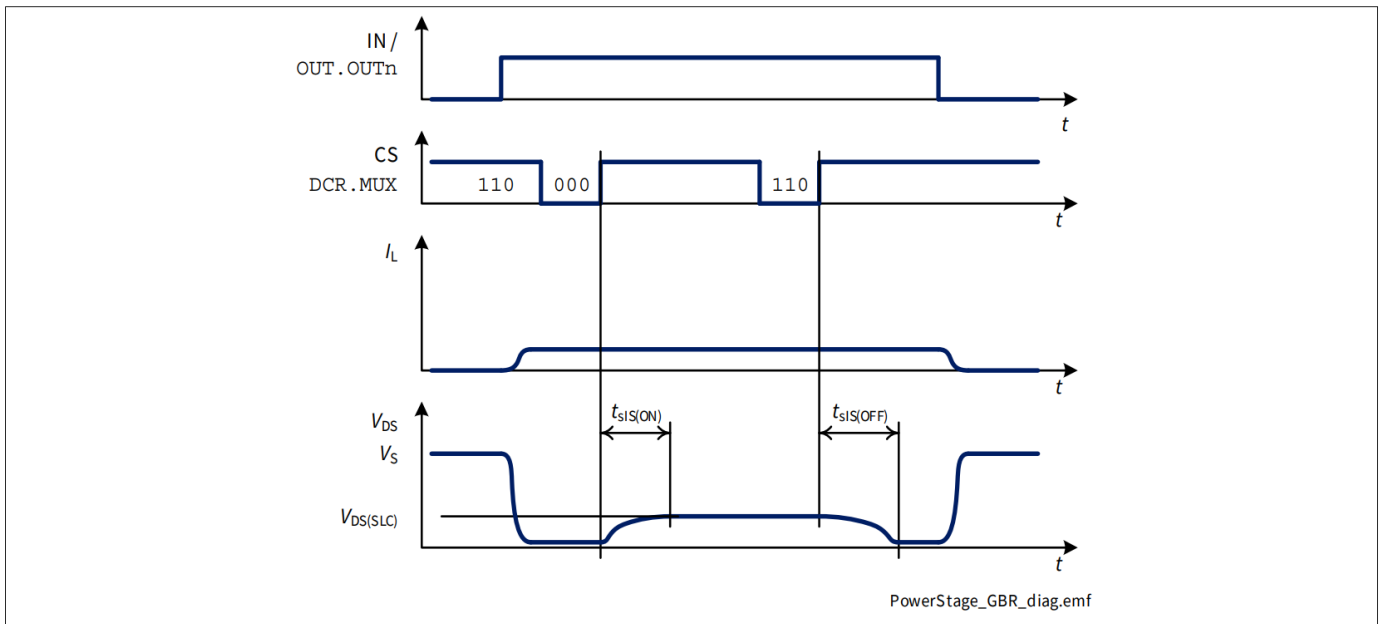 IN /
OUT.OUTn
t
CS
DCR.MUX 110 000 110
t
IL
t
VDS tsIS(ON) tsIS(OFF)
VS
VDS(SLC)
t
PowerStage_GBR_diag.emf